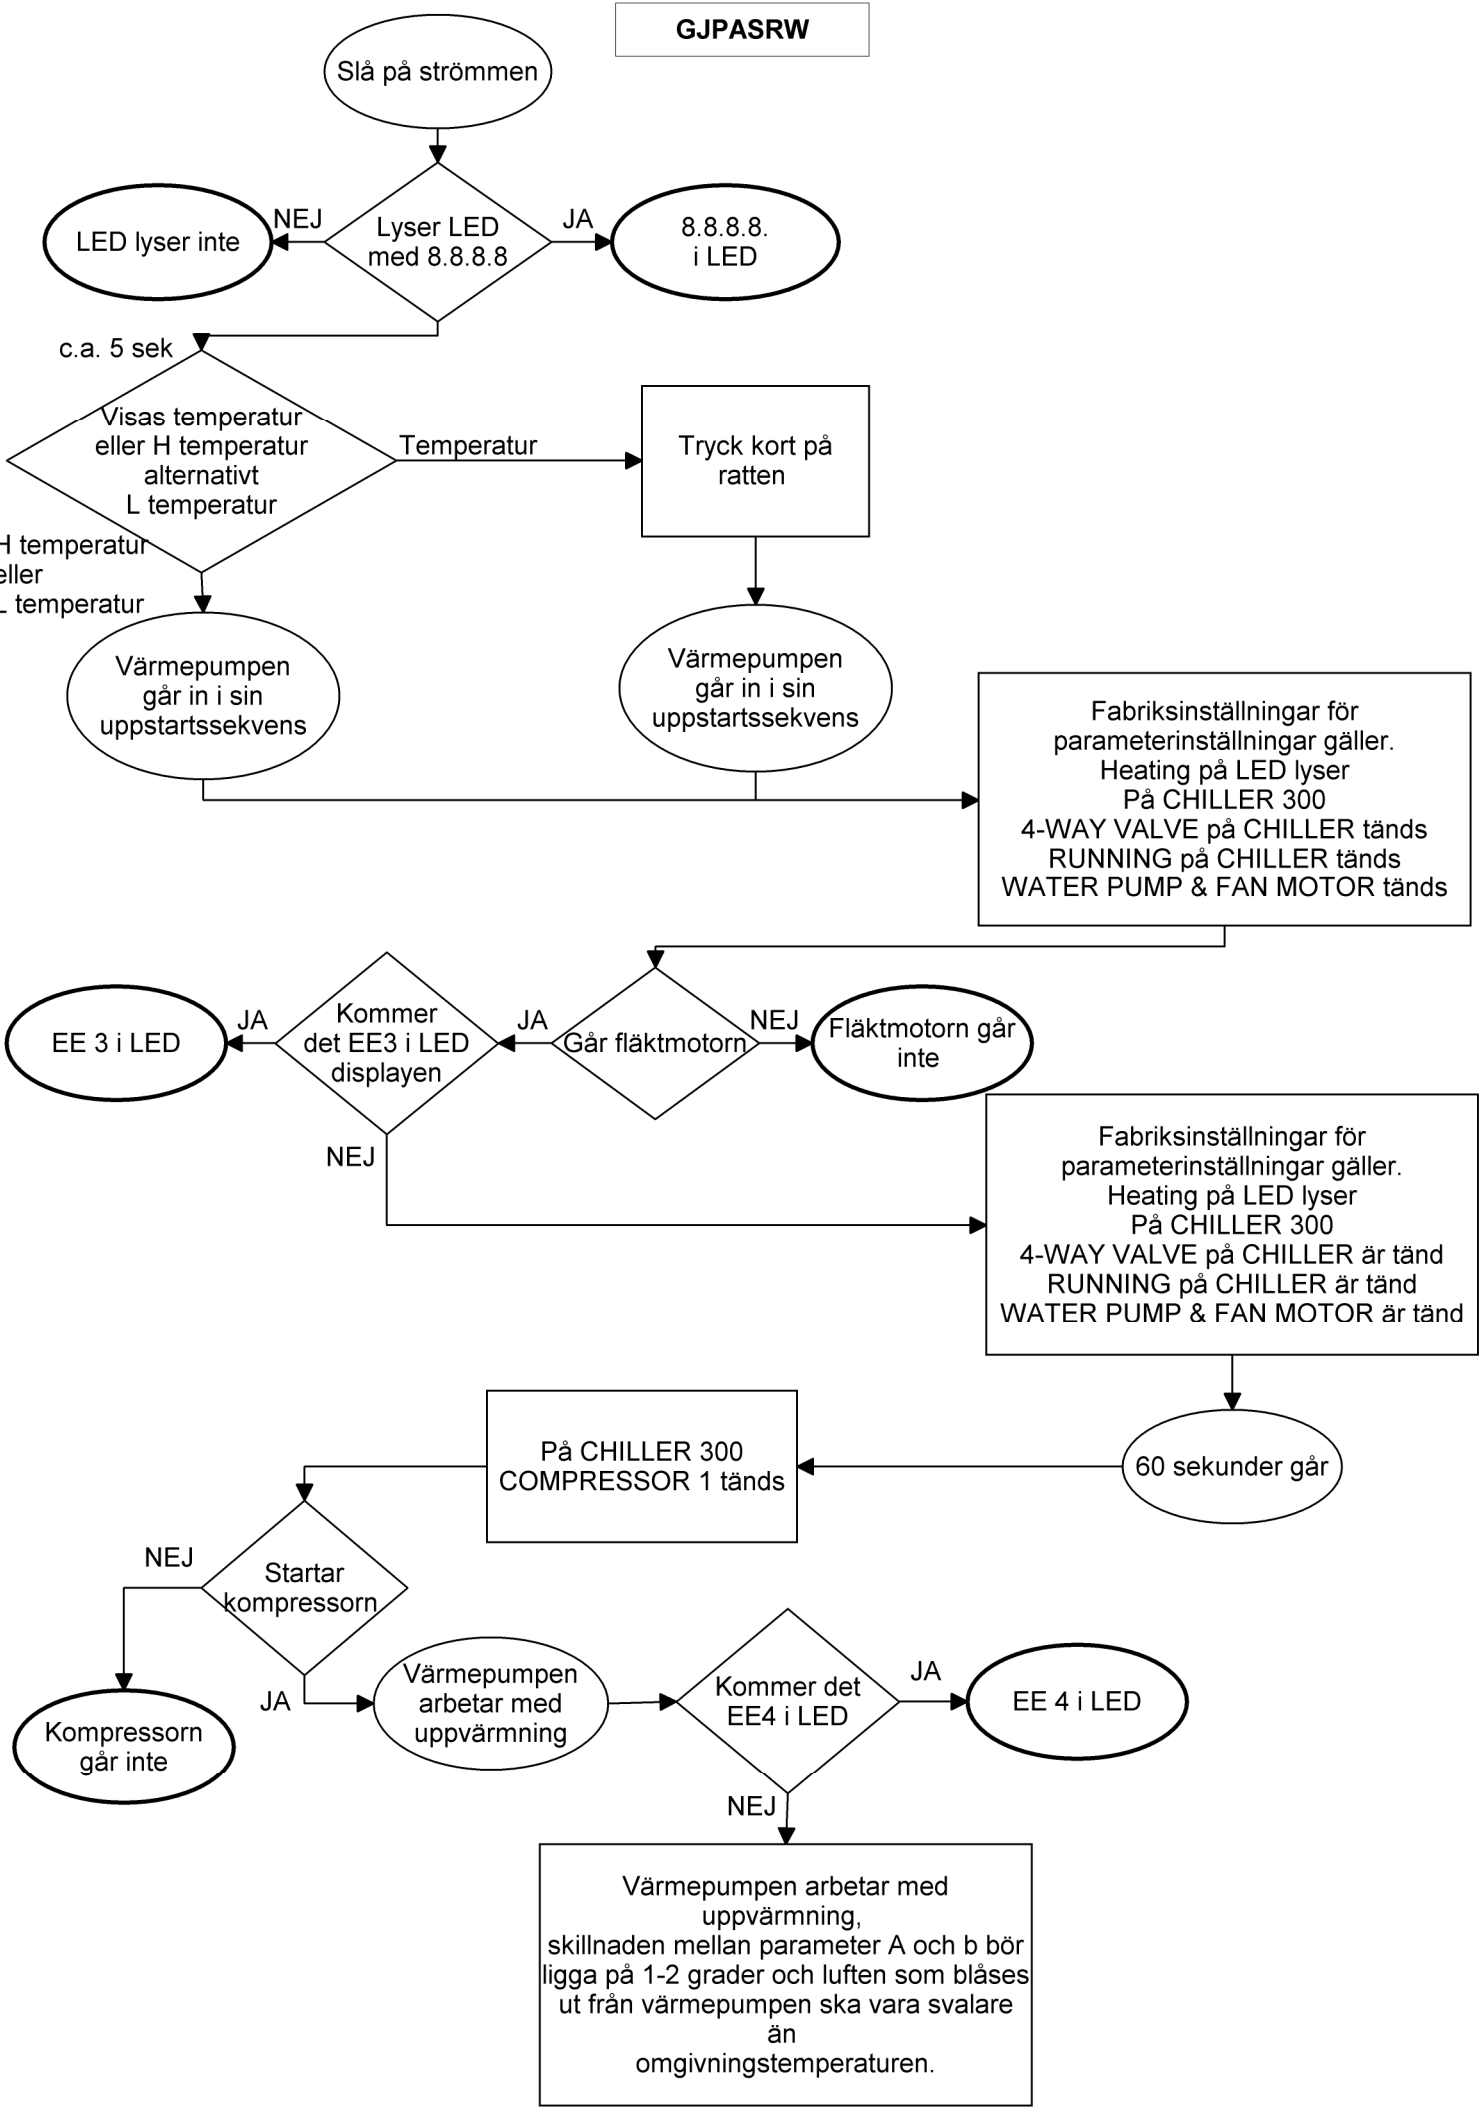 GJPASRW
Slå på strömmen
NEJ
JA
LED lyser inte
Lyser LED
med 8.8.8.8
8.8.8.8.
i LED
c.a. 5 sek
Visas temperatur
eller H temperatur
alternativt
L temperatur
Temperatur
Tryck kort på
ratten
H temperatur
eller
L temperatur
Värmepumpen
går in i sin
uppstartssekvens
Värmepumpen
går in i sin
uppstartssekvens
Fabriksinställningar för
parameterinställningar gäller.
Heating på LED lyser
På CHILLER 300
4-WAY VALVE på CHILLER tänds
RUNNING på CHILLER tänds
WATER PUMP & FAN MOTOR tänds
EE 3 i LED
JA
Kommer
det EE3 i LED
displayen
JA
Går fläktmotorn
NEJ
Fläktmotorn går
inte
NEJ
Fabriksinställningar för
parameterinställningar gäller.
Heating på LED lyser
På CHILLER 300
4-WAY VALVE på CHILLER är tänd
RUNNING på CHILLER är tänd
WATER PUMP & FAN MOTOR är tänd
60 sekunder går
På CHILLER 300
COMPRESSOR 1 tänds
NEJ
Startar
kompressorn
JA
Kompressorn
går inte
Värmepumpen
arbetar med
uppvärmning
Kommer det
EE4 i LED
JA
EE 4 i LED
NEJ
Värmepumpen arbetar med
uppvärmning,
skillnaden mellan parameter A och b bör
ligga på 1-2 grader och luften som blåses
ut från värmepumpen ska vara svalare
än
omgivningstemperaturen.